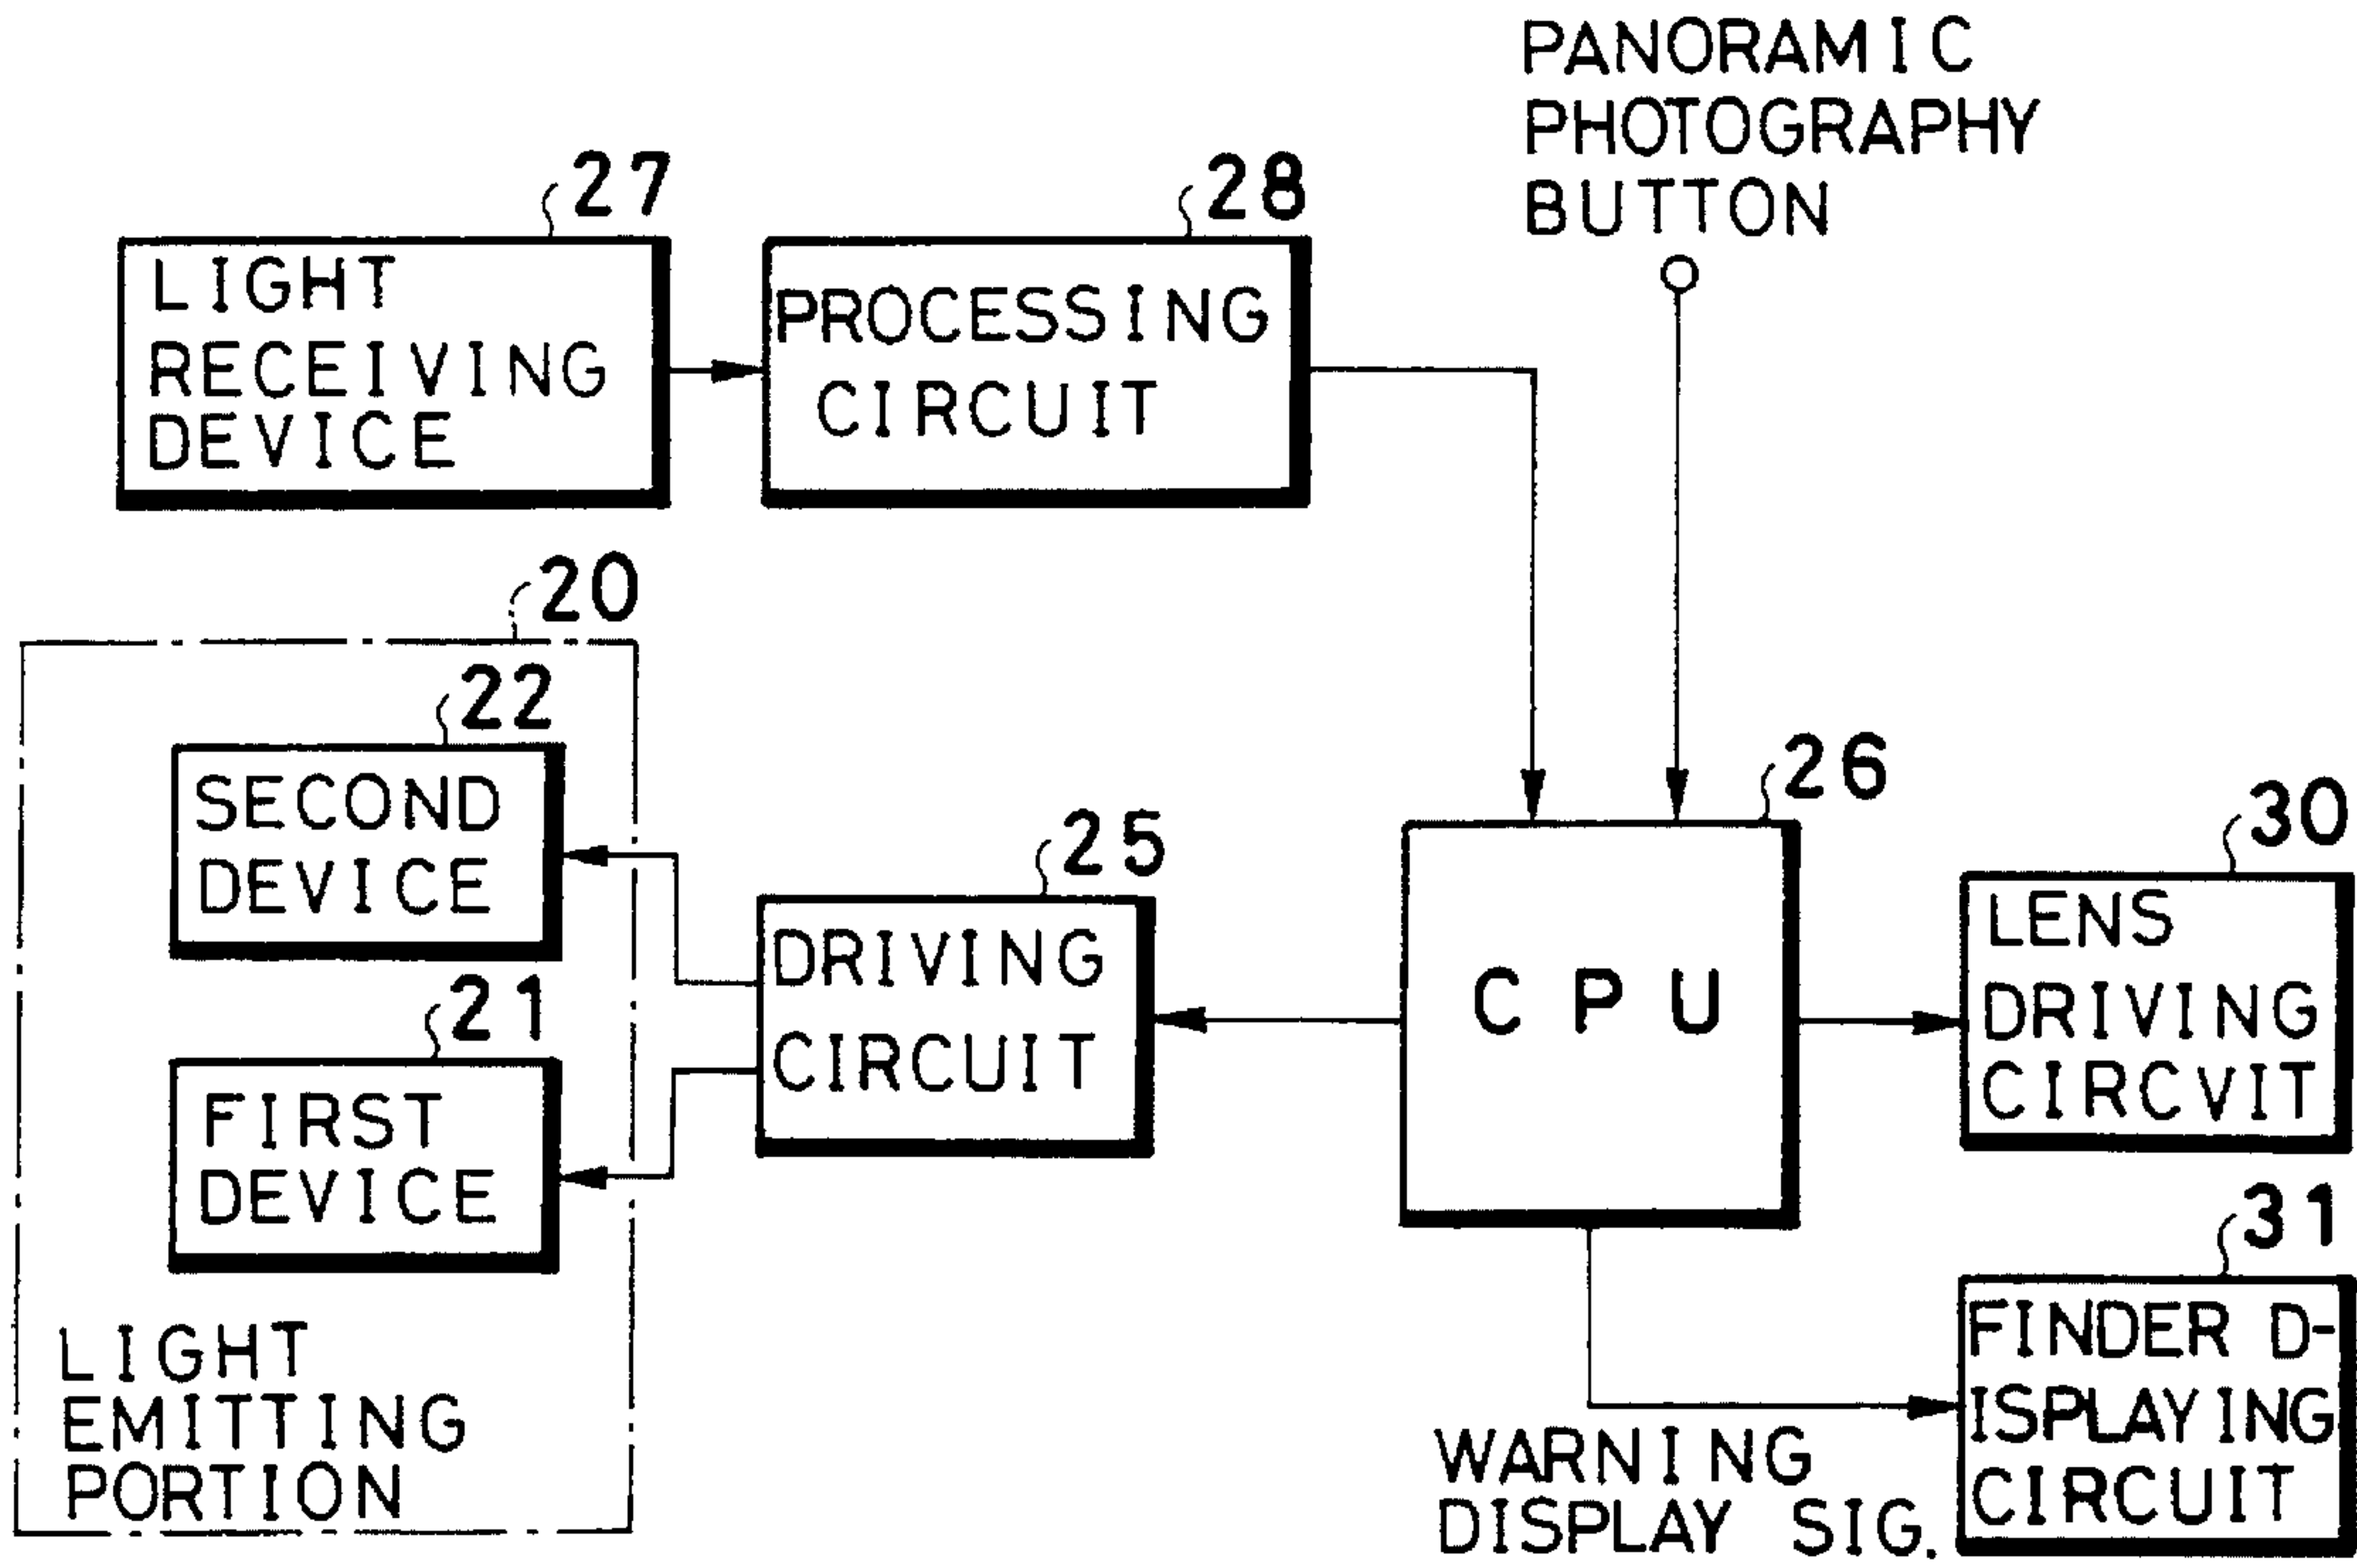 PANORAMIC
PHOTOGRAPHY
BUTTON
27
LIGHT
RECEIVING
DEVICE
28
PROCESSING
CIRCUIT
20
22
SECOND
DEVICE
21
FIRST
DEVICE
LIGHT
EMITTING
PORTION
25
DRIVING
CIRCUIT
26
CPU
30
LENS
DRIVING
CIRCVIT
31
FINDER D-
ISPLAYING
CIRCUIT
WARNING
DISPLAY SIG.